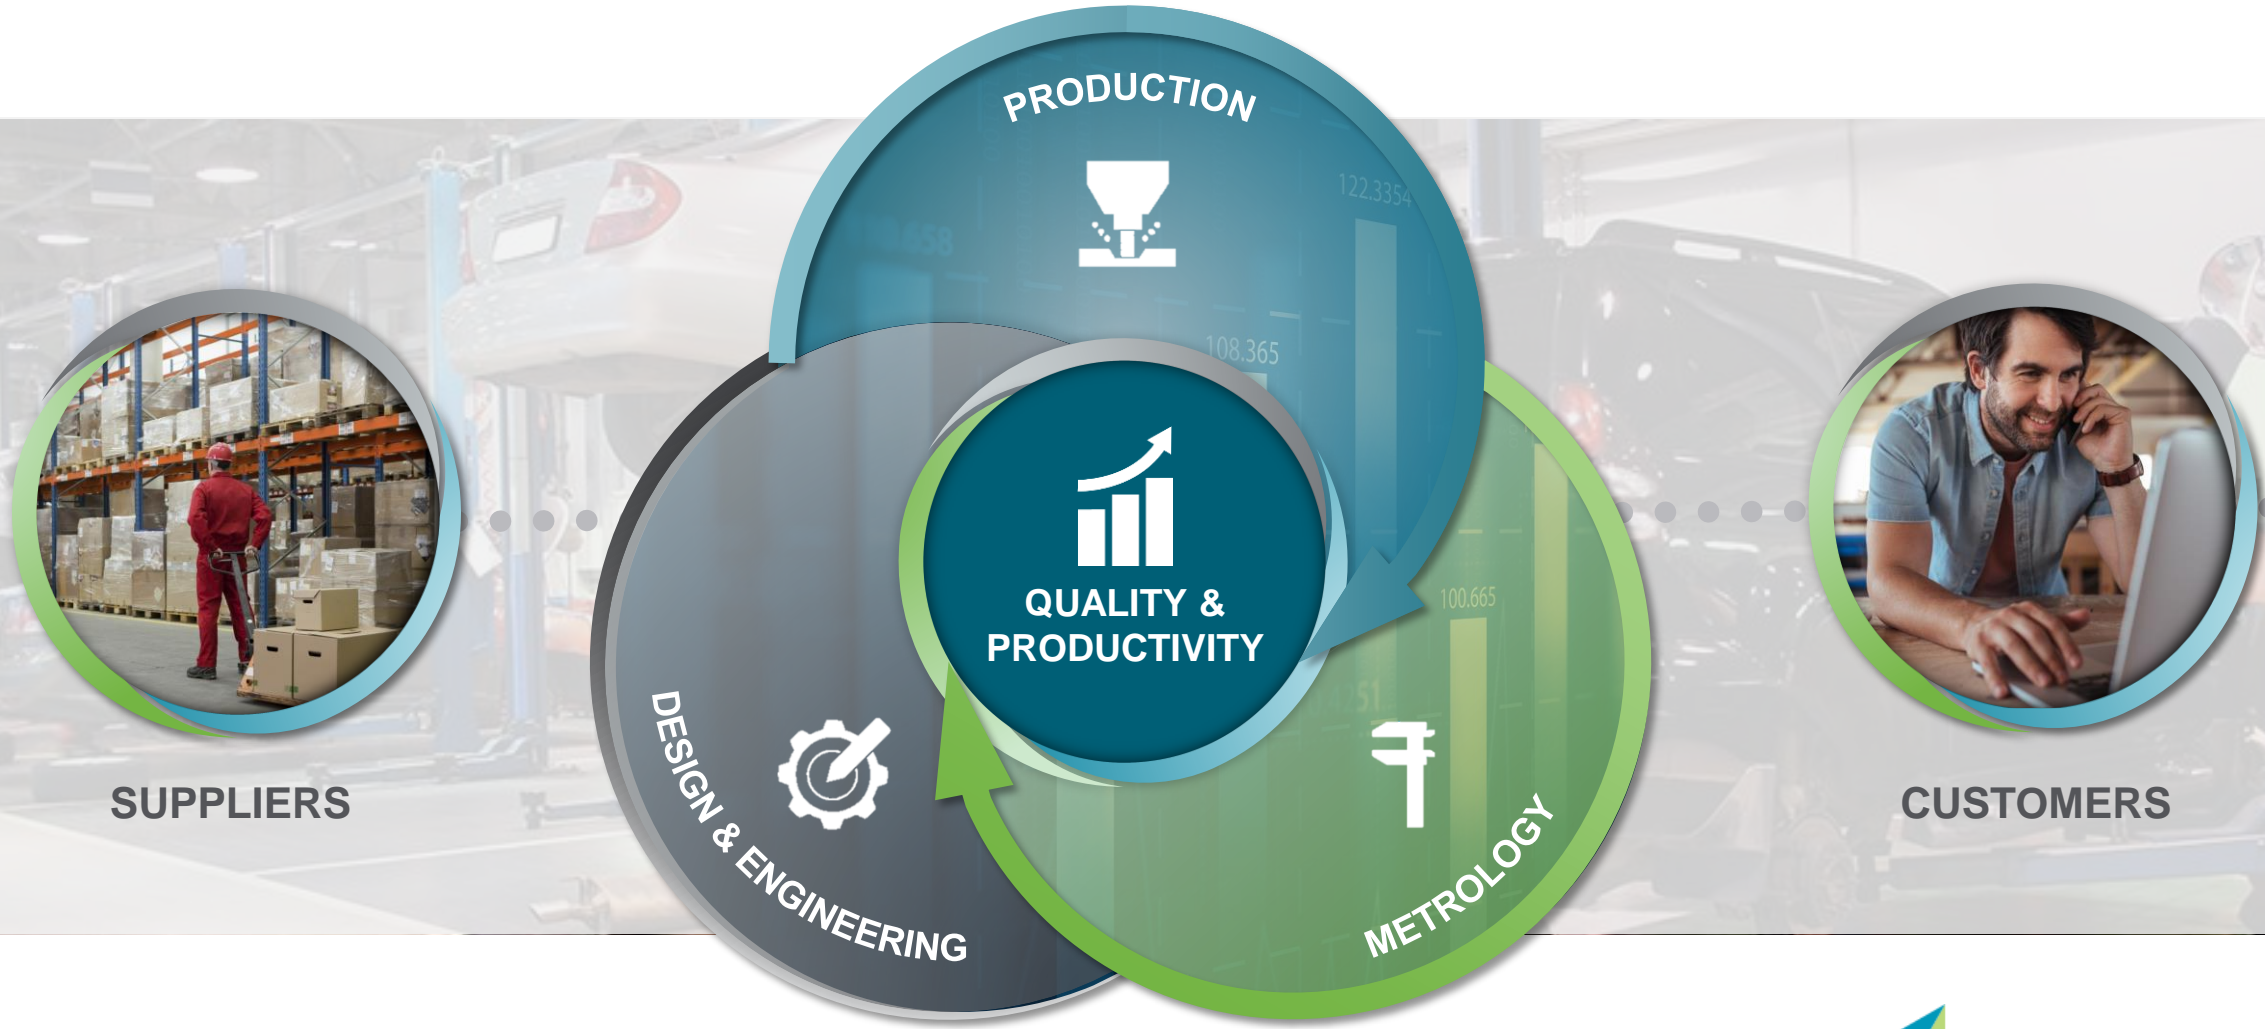 PRODUCTION
122.3354
108.365
QUALITY &
PRODUCTIVITY
100.665
DESIGN & ENGINEERING
METROLOGY
SUPPLIERS
CUSTOMERS